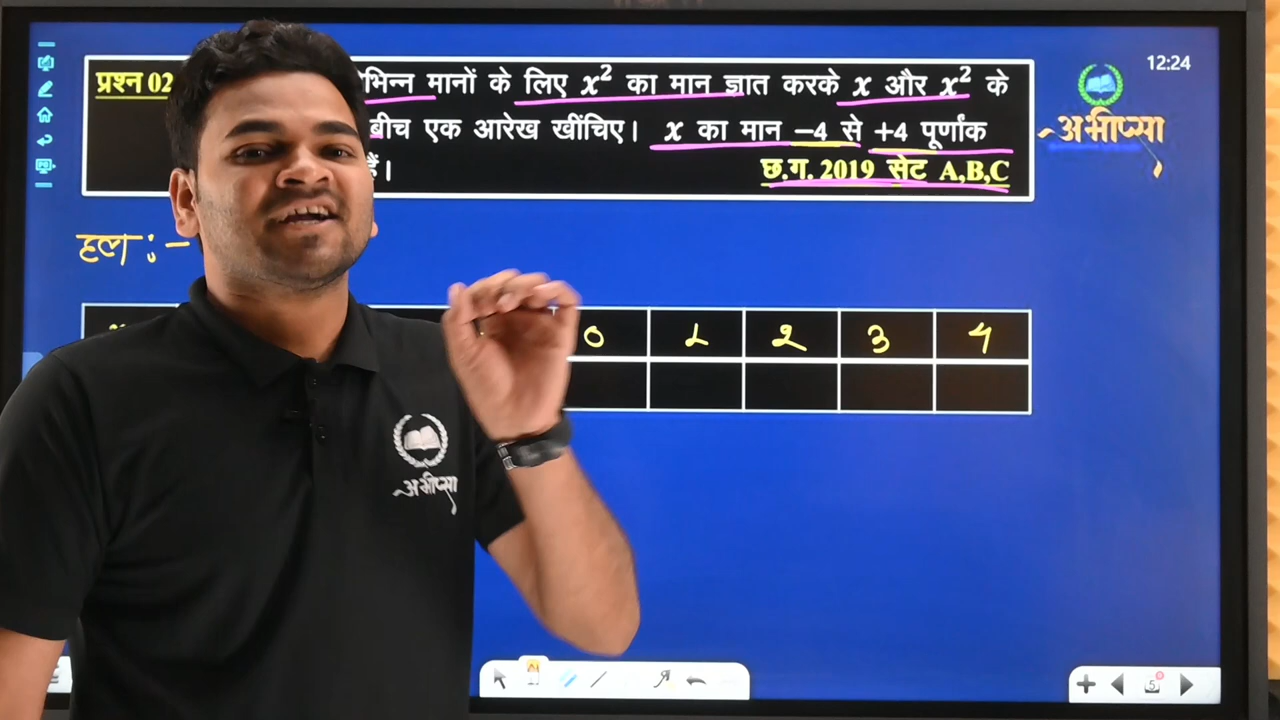 प्रश्न 02 भिन्न मानों के लिए x² का मान ज्ञात करके x और x² के
बीच एक आरेख खींचिए। x का मान –4 से +4 पूर्णांक
हैं। छ.ग. 2019 सेट A,B,C
12:24
अभीप्सा
हल :–
0 1 2 3 4
अभीप्सा
5